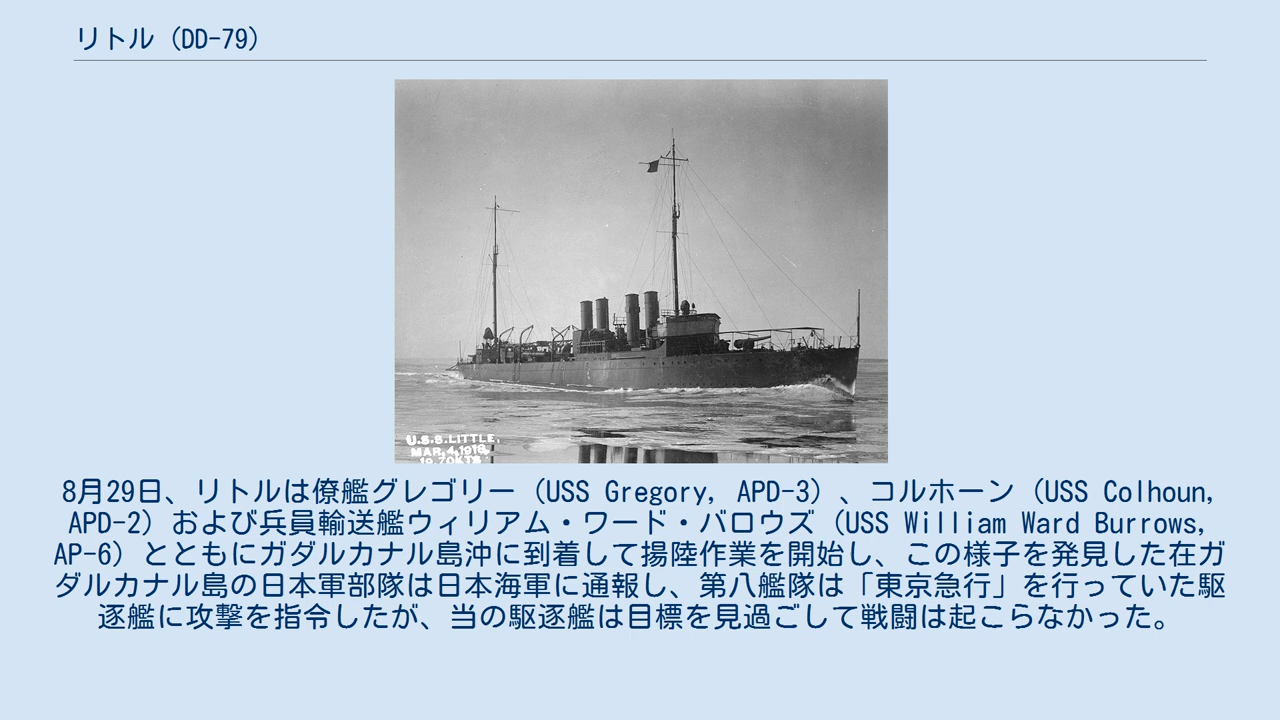 リトル（DD-79）
U.S.S.LITTLE,
MAR,4,1918,
19.70KTS
8月29日、リトルは僚艦グレゴリー（USS Gregory, APD-3）、コルホーン（USS Colhoun,
APD-2）および兵員輸送艦ウィリアム・ワード・バロウズ（USS William Ward Burrows,
AP-6）とともにガダルカナル島沖に到着して揚陸作業を開始し、この様子を発見した在ガ
ダルカナル島の日本軍部隊は日本海軍に通報し、第八艦隊は「東京急行」を行っていた駆
逐艦に攻撃を指令したが、当の駆逐艦は目標を見過ごして戦闘は起こらなかった。